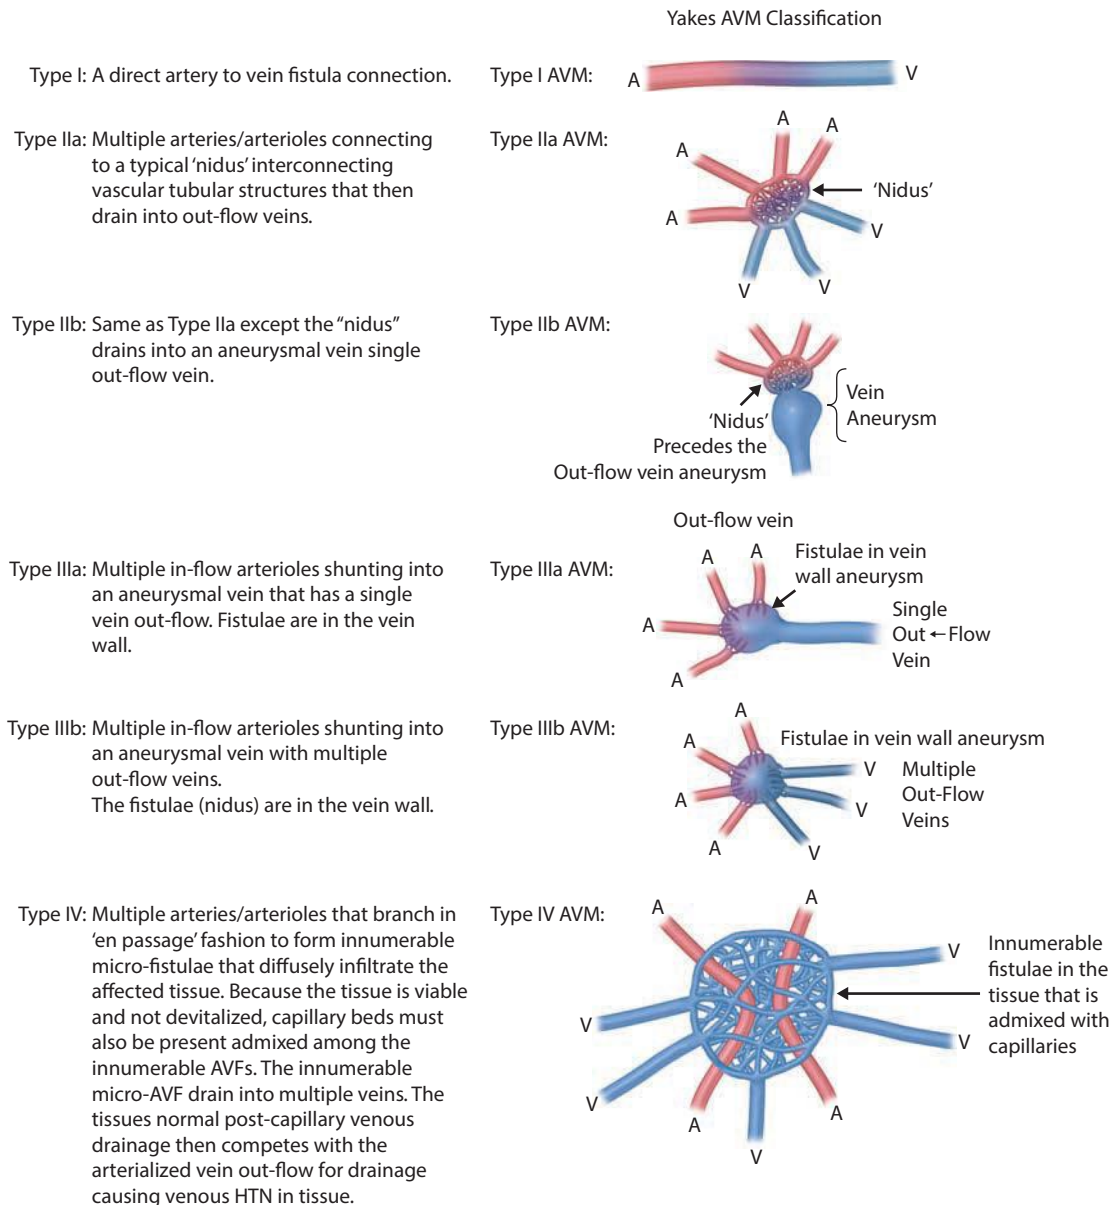 Yakes AVM Classification
Type I: A direct artery to vein fistula connection.
Type I AVM:
A
V
Type IIa: Multiple arteries/arterioles connecting
to a typical ‘nidus’ interconnecting
vascular tubular structures that then
drain into out-flow veins.
Type IIa AVM:
A
A
A
A
‘Nidus’
V
V
V
Type IIb: Same as Type IIa except the “nidus”
drains into an aneurysmal vein single
out-flow vein.
Type IIb AVM:
Vein
Aneurysm
‘Nidus’
Precedes the
Out-flow vein aneurysm
Out-flow vein
Type IIIa: Multiple in-flow arterioles shunting into
an aneurysmal vein that has a single
vein out-flow. Fistulae are in the vein
wall.
Type IIIa AVM:
A
A
A
A
Fistulae in vein
wall aneurysm
Single
Out ←Flow
Vein
Type IIIb: Multiple in-flow arterioles shunting into
an aneurysmal vein with multiple
out-flow veins.
The fistulae (nidus) are in the vein wall.
Type IIIb AVM:
A
A
A
A
Fistulae in vein wall aneurysm
V
V
V
Multiple
Out-Flow
Veins
Type IV: Multiple arteries/arterioles that branch in
‘en passage’ fashion to form innumerable
micro-fistulae that diffusely infiltrate the
affected tissue. Because the tissue is viable
and not devitalized, capillary beds must
also be present admixed among the
innumerable AVFs. The innumerable
micro-AVF drain into multiple veins. The
tissues normal post-capillary venous
drainage then competes with the
arterialized vein out-flow for drainage
causing venous HTN in tissue.
Type IV AVM:
A
A
V
V
V
V
A
A
V
Innumerable
fistulae in the
tissue that is
admixed with
capillaries